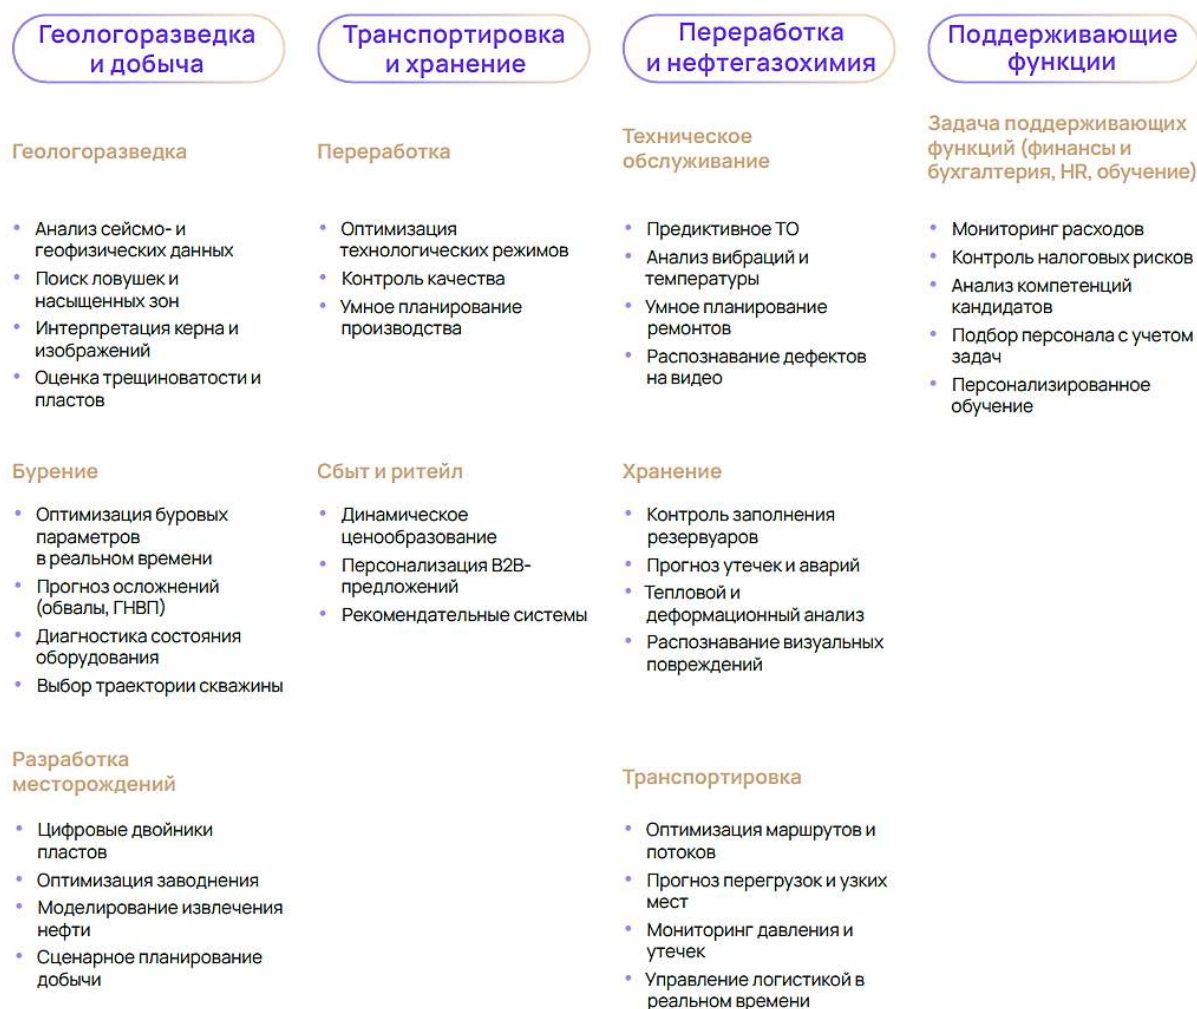 Геологоразведка
и добыча
Геологоразведка
Анализ сейсмо- и
геофизических данных
Поиск ловушек и
насыщенных зон
Интерпретация керна и
изображений
Оценка трещиноватости и
пластов
Бурение
Оптимизация буровых
параметров
в реальном времени
Прогноз осложнений
(обвалы, ГНВП)
Диагностика состояния
оборудования
Выбор траектории скважины
Разработка
месторождений
Цифровые двойники
пластов
Оптимизация заводнения
Моделирование извлечения
нефти
Сценарное планирование
добычи
Транспортировка
и хранение
Переработка
Оптимизация
технологических режимов
Контроль качества
Умное планирование
производства
Сбыт и ритейл
Динамическое
ценообразование
Персонализация B2B-
предложений
Рекомендательные системы
Переработка
и нефтегазохимия
Техническое
обслуживание
Предиктивное ТО
Анализ вибраций и
температуры
Умное планирование
ремонтов
Распознавание дефектов
на видео
Хранение
Контроль заполнения
резервуаров
Прогноз утечек и аварий
Тепловой и
деформационный анализ
Распознавание визуальных
повреждений
Транспортировка
Оптимизация маршрутов и
потоков
Прогноз перегрузок и узких
мест
Мониторинг давления и
утечек
Управление логистикой в
реальном времени
Поддерживающие
функции
Задача поддерживающих
функций (финансы и
бухгалтерия, HR, обучение)
Мониторинг расходов
Контроль налоговых рисков
Анализ компетенций
кандидатов
Подбор персонала с учетом
задач
Персонализированное
обучение